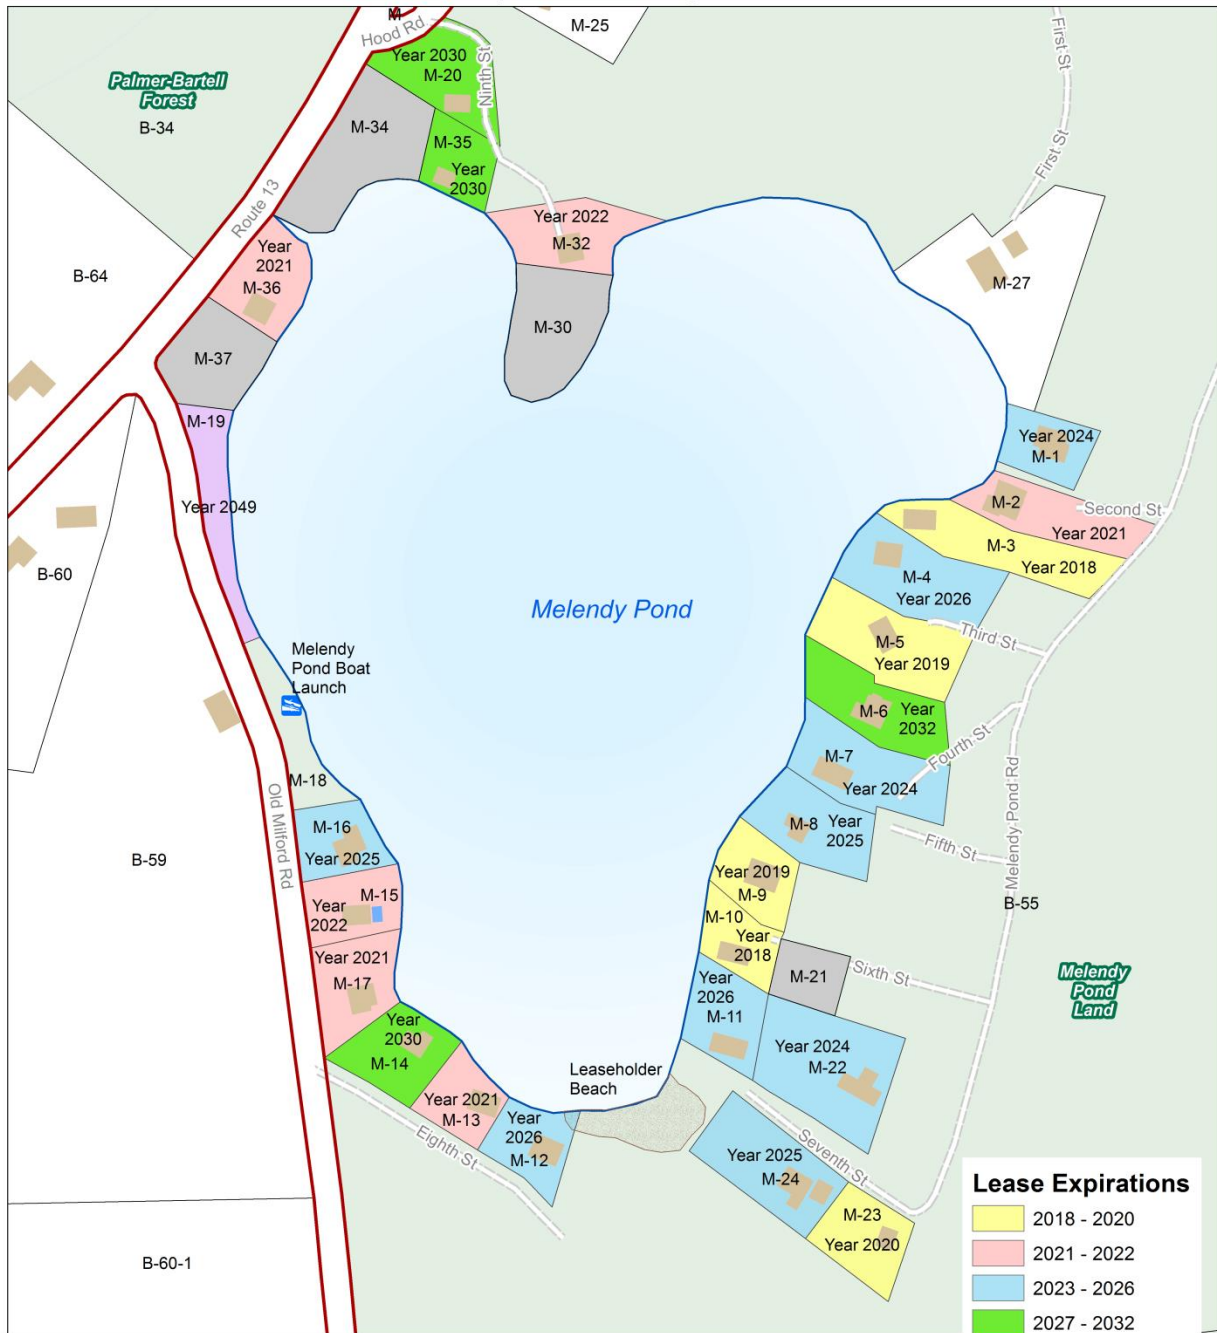 M
Hood Rd
M-25
First St
Year 2030
M-20
Ninth St
Palmer-Bartell
Forest
B-34
M-34
M-35
Year
2030
First St
Route 13
Year 2022
M-32
Year
2021
M-36
B-64
M-27
M-30
M-37
M-19
Year 2024
M-1
M-2
Second St
Year 2021
Year 2049
M-3
Year 2018
B-60
M-4
Year 2026
Melendy Pond
Third St
M-5
Year 2019
Melendy
Pond Boat
Launch
M-6
Year
2032
Fourth St
M-7
Year 2024
M-18
Old Milford Rd
M-16
Year 2025
M-8
Year
2025
Fifth St
Melendy Pond Rd
B-59
Year 2019
M-9
M-15
Year
2022
B-55
M-10
Year
2018
Year 2021
M-17
M-21
Sixth St
Melendy
Pond
Land
Year
2026
M-11
Year
2030
M-14
Year 2024
M-22
Leaseholder
Beach
Year 2021
M-13
Year
2026
M-12
Eighth St
Seventh St
Year 2025
M-24
M-23
Year 2020
B-60-1
Lease Expirations
2018 - 2020
2021 - 2022
2023 - 2026
2027 - 2032